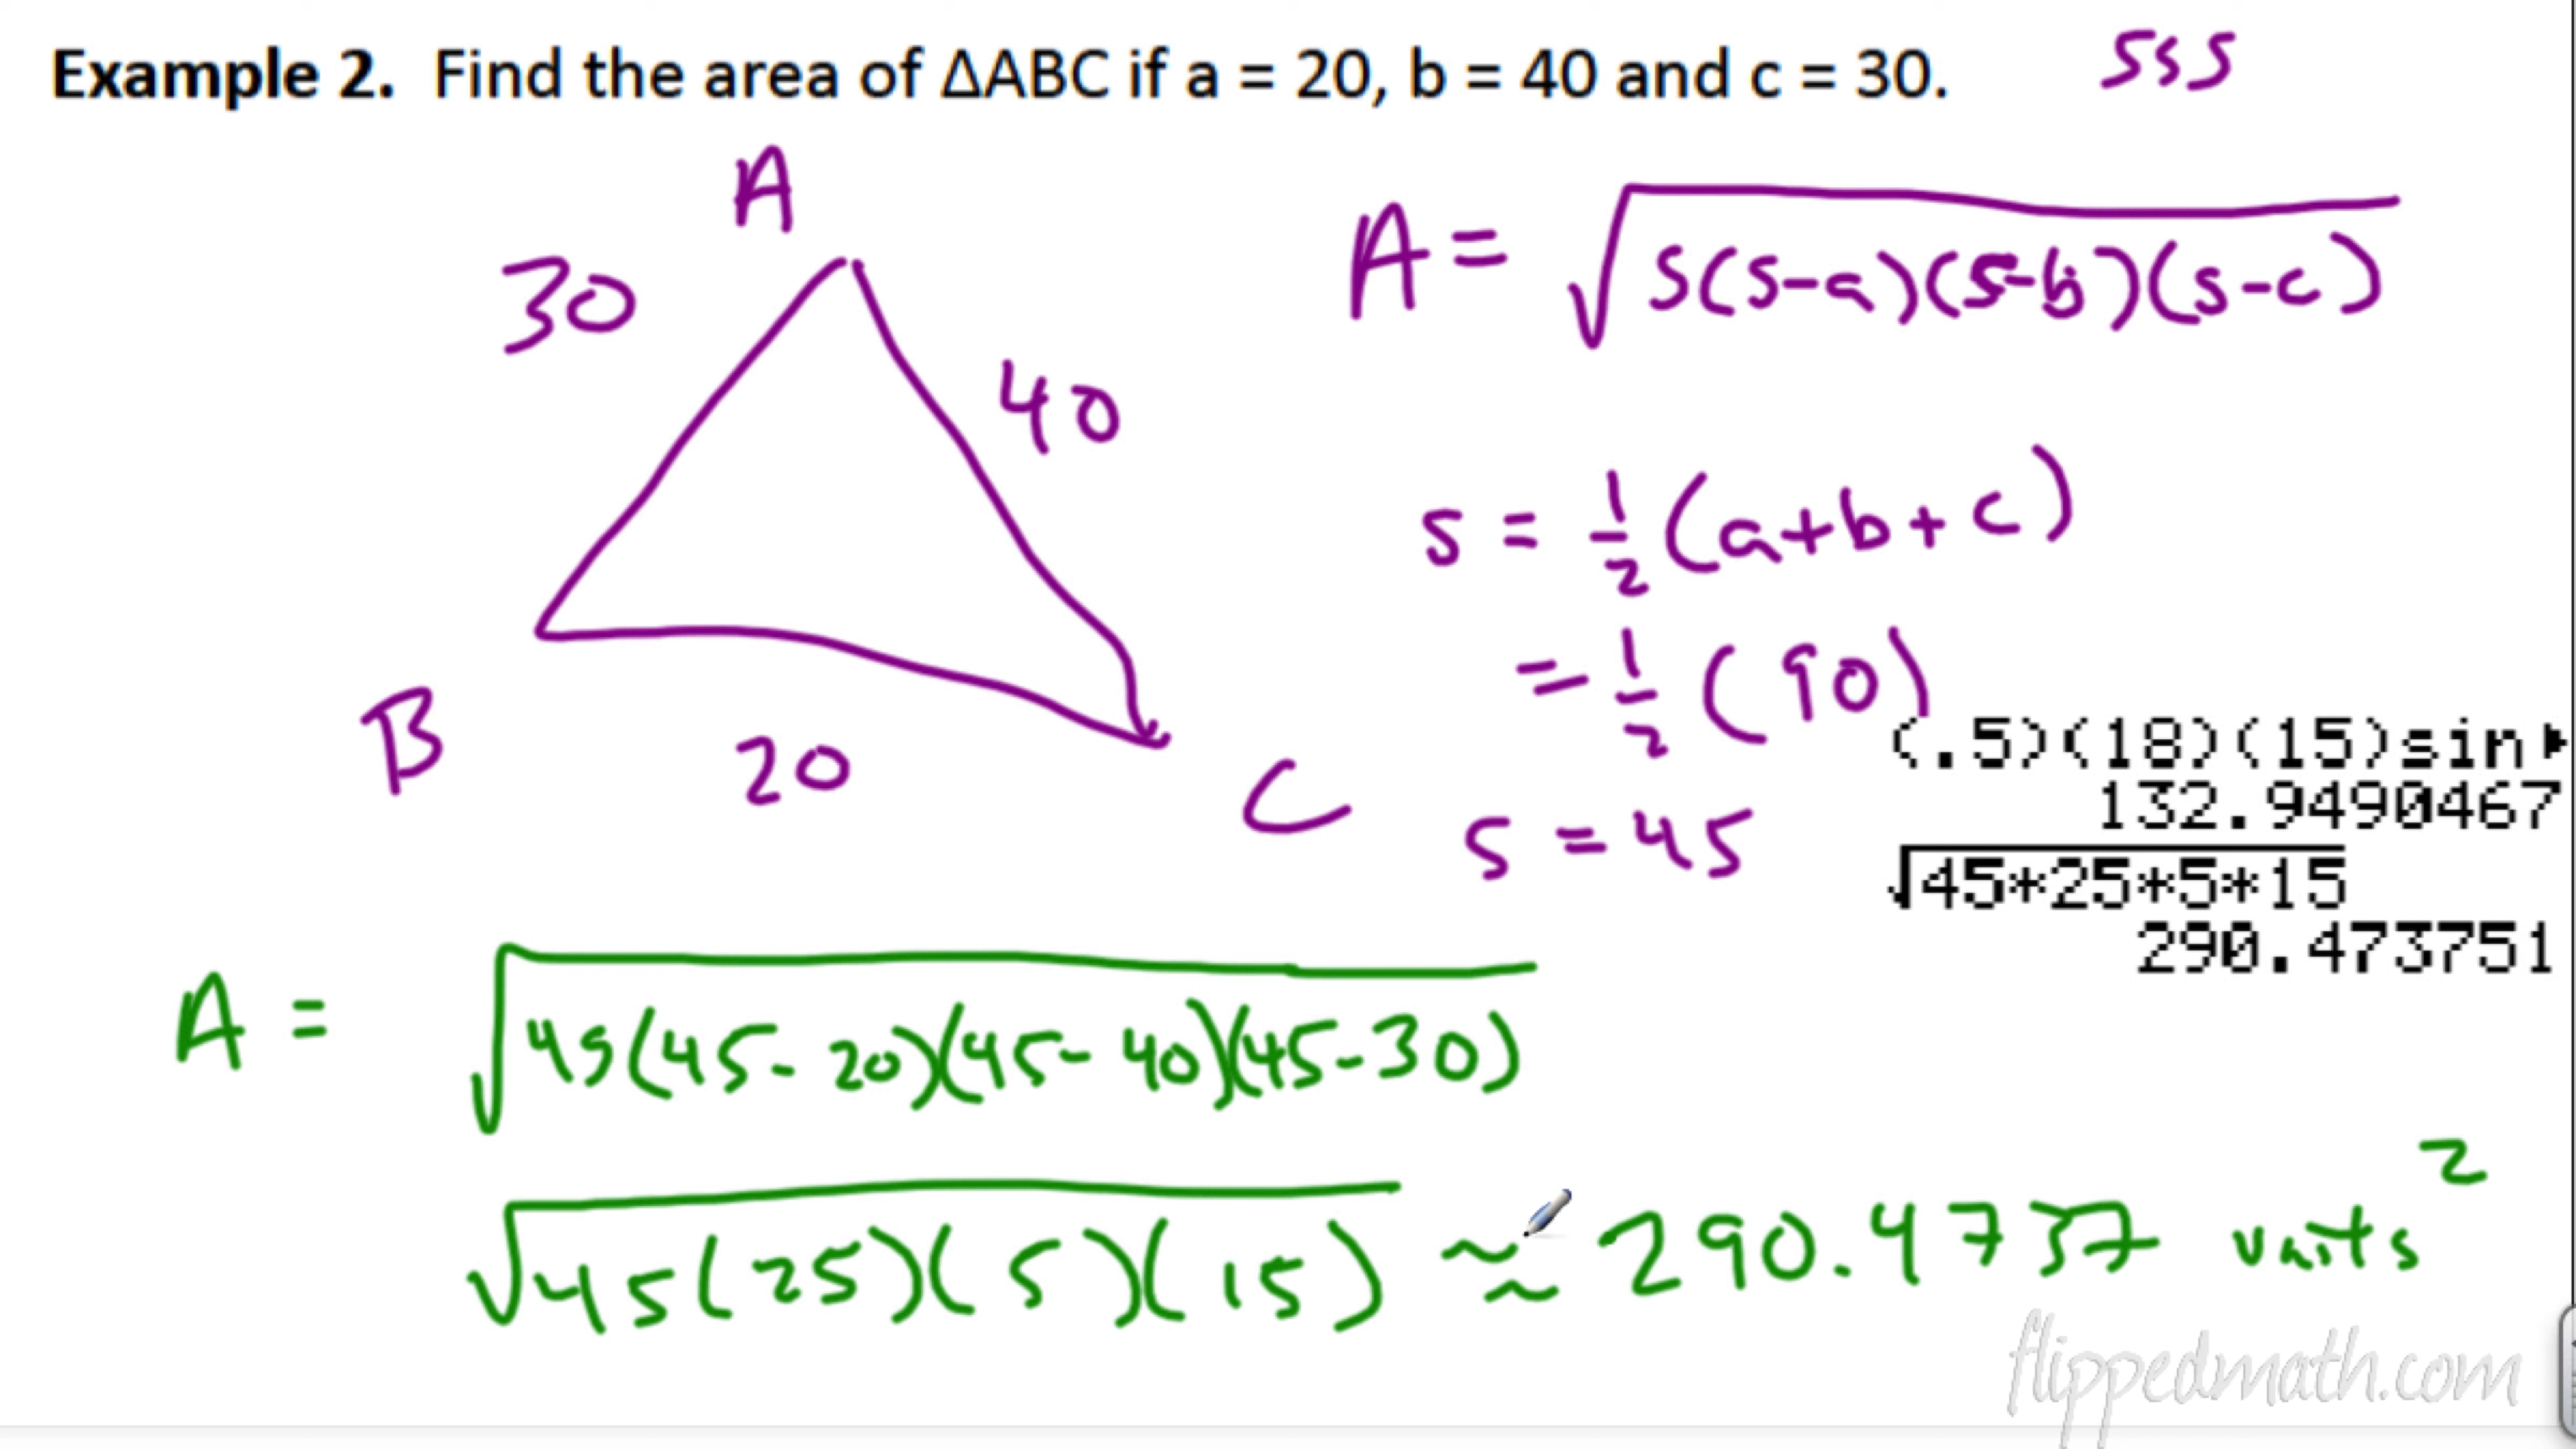 Example 2. Find the area of ΔABC if a = 20, b = 40 and c = 30.
SSS
A
30
40
B
20
C
A = √s(s-a)(s-b)(s-c)
s = 1/2 (a+b+c)
= 1/2 (90)
s = 45
(.5)(18)(15)sin
132.9490467
√45*25*5*15
290.473751
A = √45(45-20)(45-40)(45-30)
√45(25)(5)(15) ≈ 290.4737 units²
flippedmath.com